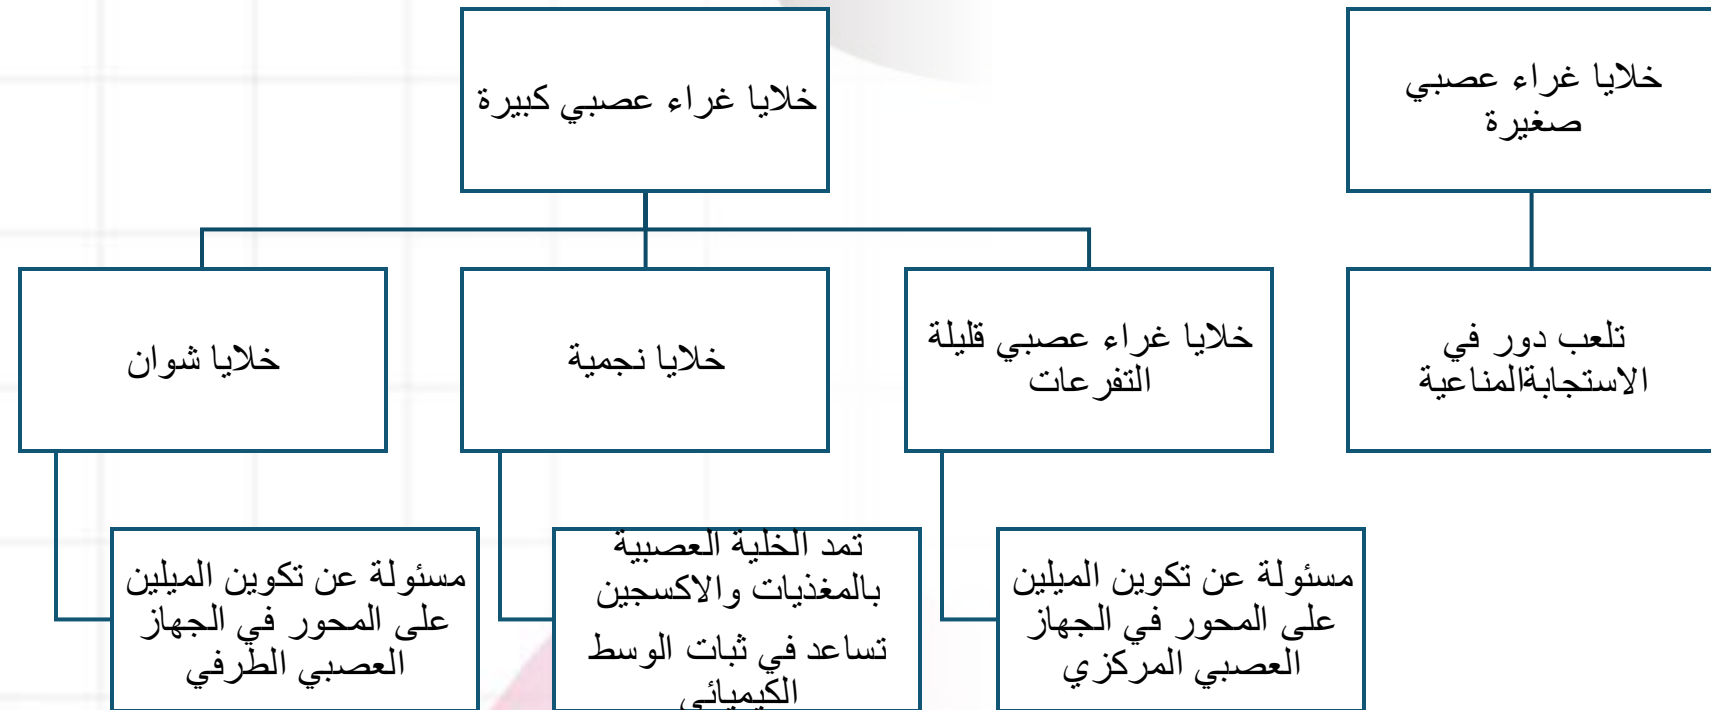 خلايا غراء عصبي
صغيرة
خلايا غراء عصبي كبيرة
تلعب دور في
الاستجابةالمناعية
خلايا غراء عصبي قليلة
التفرعات
خلايا نجمية
خلايا شوان
مسئولة عن تكوين الميلين
على المحور في الجهاز
العصبي المركزي
تمد الخلية العصبية
بالمغذيات والاكسجين
تساعد في ثبات الوسط
الكيميائي
مسئولة عن تكوين الميلين
على المحور في الجهاز
العصبي الطرفي